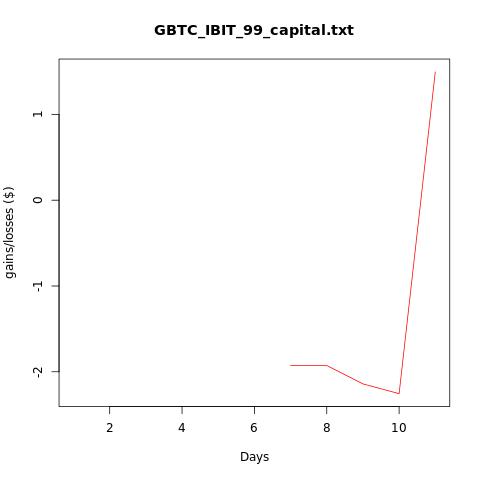 GBTC_IBIT_99_capital.txt
gains/losses ($)
1
0
-1
-2
2 4 6 8 10
Days